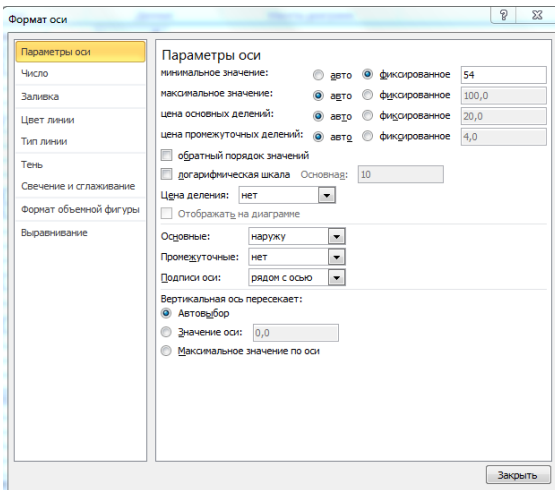 Формат оси
Параметры оси
Число
Заливка
Цвет линии
Тип линии
Тень
Свечение и сглаживание
Формат объемной фигуры
Выравнивание
Параметры оси
минимальное значение: авто фиксированное 54
максимальное значение: авто фиксированное 100,0
цена основных делений: авто фиксированное 20,0
цена промежуточных делений: авто фиксированное 4,0
обратный порядок значений
логарифмическая шкала Основная: 10
Цена деления: нет
Отображать на диаграмме
Основные: наружу
Промежуточные: нет
Подписи оси: рядом с осью
Вертикальная ось пересекает:
Автовыбор
Значение оси: 0,0
Максимальное значение по оси
Закрыть